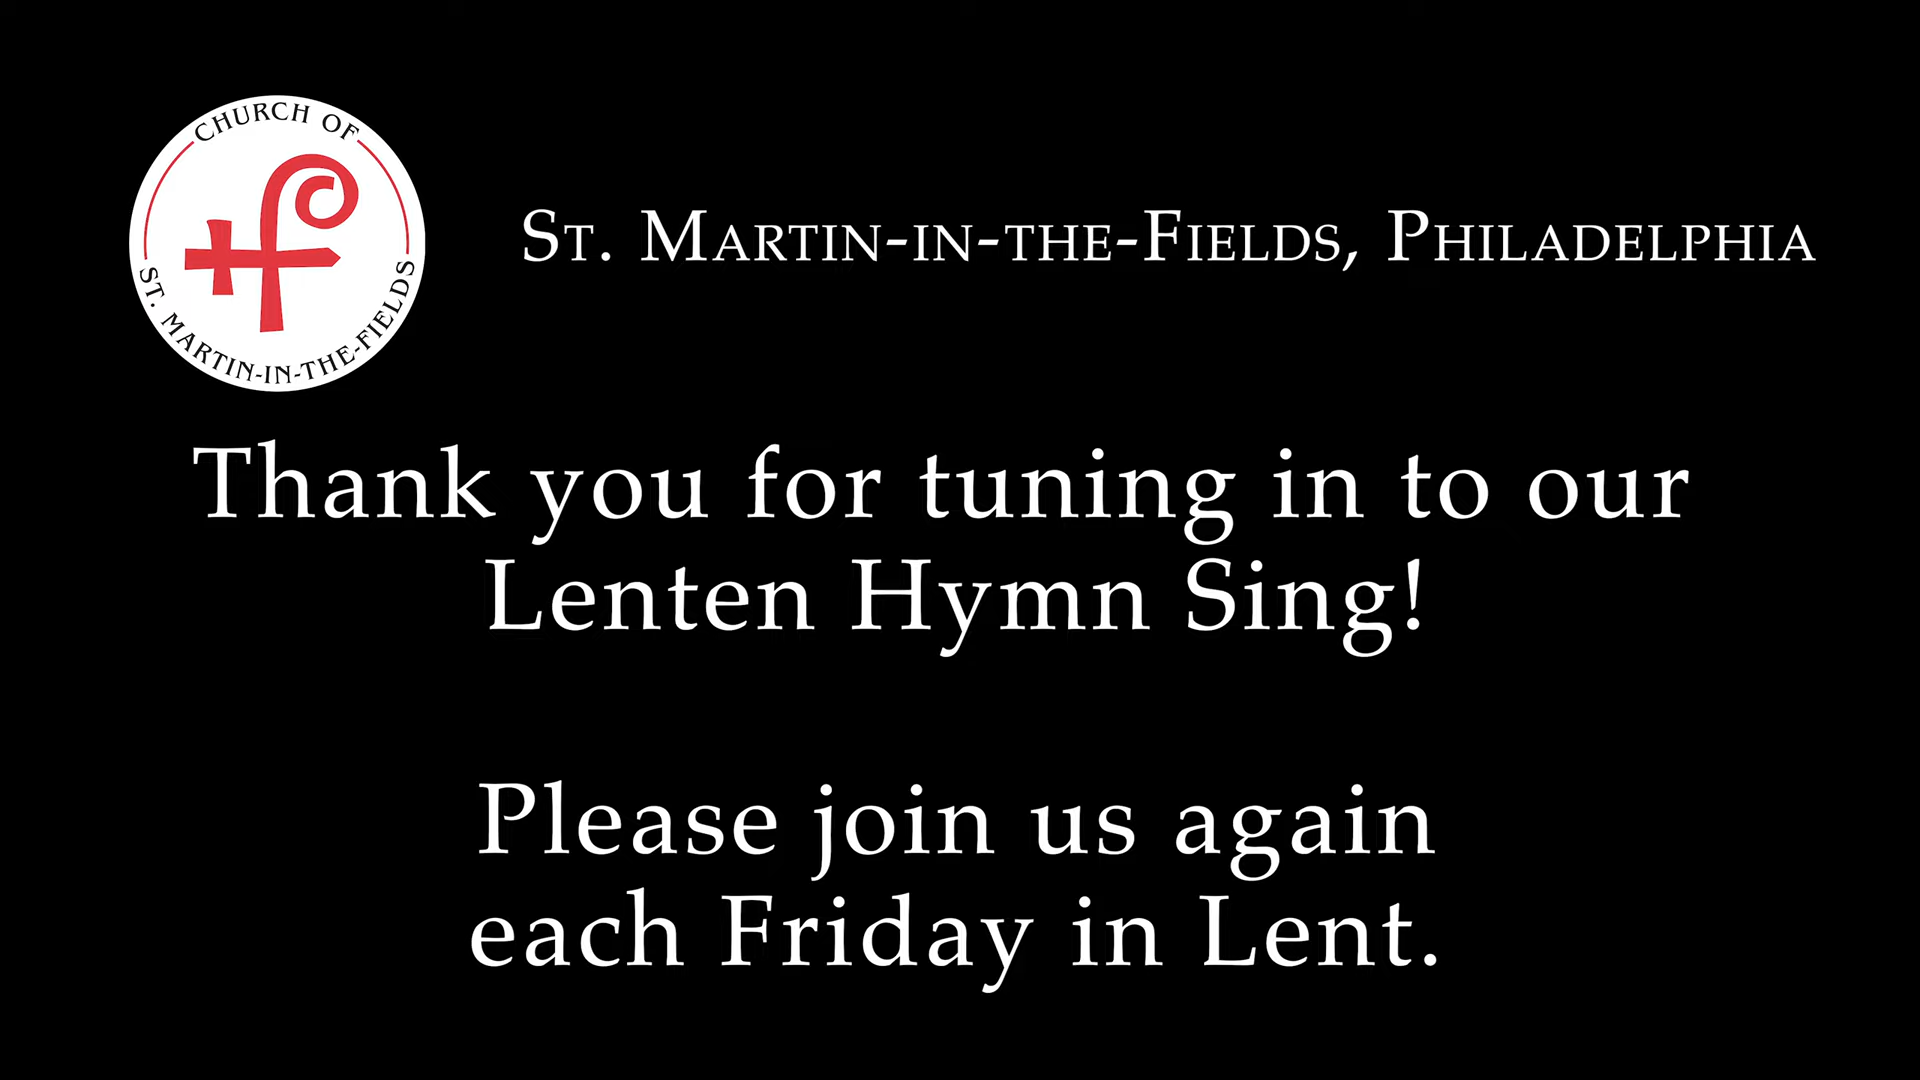 CHURCH OF
ST. MARTIN-IN-THE-FIELDS
St. Martin-in-the-Fields, Philadelphia
Thank you for tuning in to our
Lenten Hymn Sing!
Please join us again
each Friday in Lent.